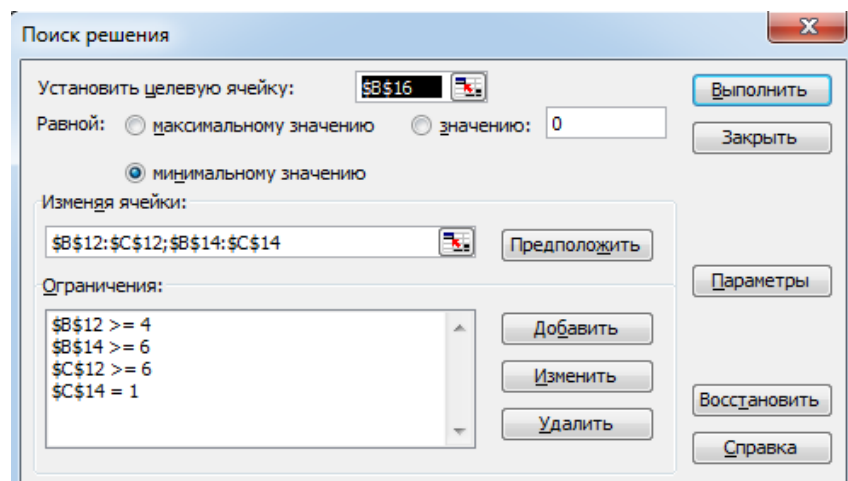 Поиск решения
Установить целевую ячейку: $B$16 Выполнить
Равной: максимальному значению значению: 0 Закрыть
минимальному значению
Изменяя ячейки:
$B$12:$C$12;$B$14:$C$14 Предположить
Ограничения: Параметры
$B$12 >= 4 Добавить
$B$14 >= 6
$C$12 >= 6 Изменить
$C$14 = 1
Восстановить
Удалить
Справка